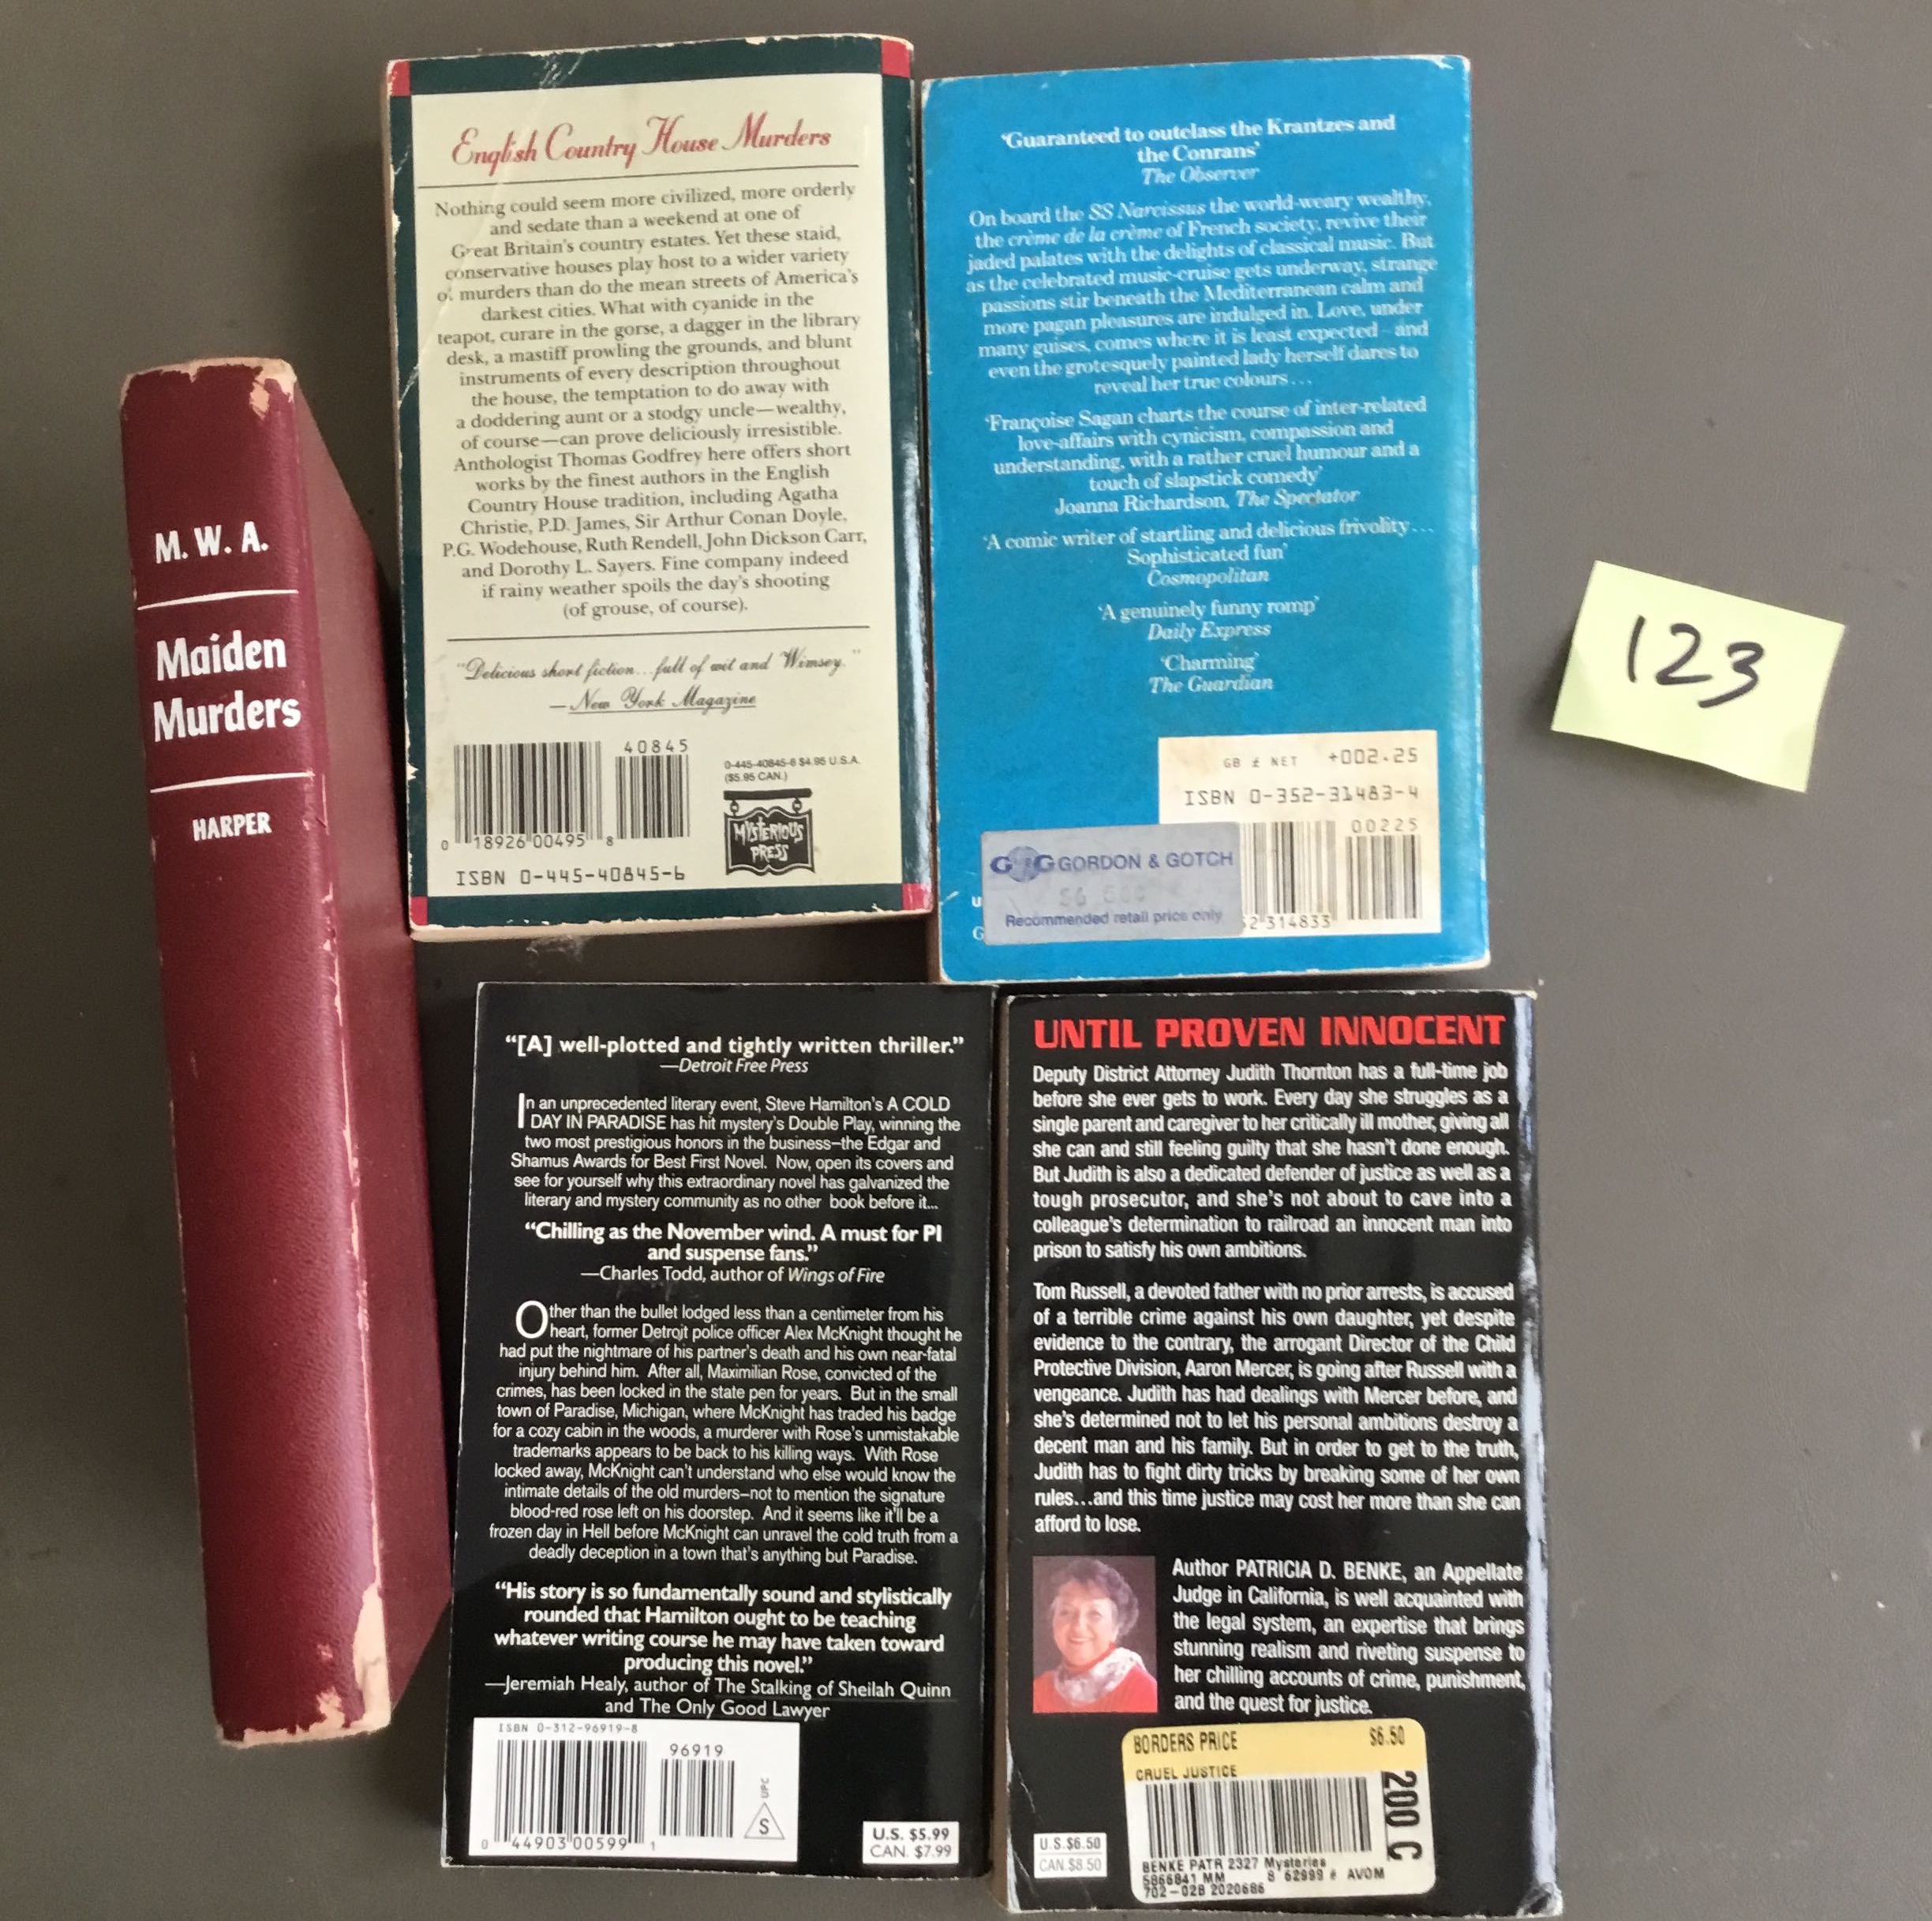 M. W. A.
Maiden
Murders
HARPER
English Country House Murders
Nothing could seem more civilized, more orderly
and sedate than a weekend at one of
Great Britain's country estates. Yet these staid,
conservative houses play host to a wider variety
of murders than do the mean streets of America's
darkest cities. What with cyanide in the
teapot, curare in the gorse, a dagger in the library
desk, a mastiff prowling the grounds, and blunt
instruments of every description throughout
the house, the temptation to do away with
a doddering aunt or a stodgy uncle—wealthy,
of course—can prove deliciously irresistible.
Anthologist Thomas Godfrey here offers short
works by the finest authors in the English
Country House tradition, including Agatha
Christie, P.D. James, Sir Arthur Conan Doyle,
P.G. Wodehouse, Ruth Rendell, John Dickson Carr,
and Dorothy L. Sayers. Fine company indeed
if rainy weather spoils the day's shooting
(of grouse, of course).
"Delicious short fiction...full of wit and Wimsey."
—New York Magazine
40845
0-445-40845-6 $4.95 U.S.A.
($5.95 CAN.)
MYSTERIOUS
PRESS
0 18926 00495 8
ISBN 0-445-40845-6
'Guaranteed to outclass the Krantzes and
the Conrans'
The Observer
On board the SS Narcissus the world-weary wealthy,
the crème de la crème of French society, revive their
jaded palates with the delights of classical music. But
as the celebrated music-cruise gets underway, strange
passions stir beneath the Mediterranean calm and
more pagan pleasures are indulged in. Love, under
many guises, comes where it is least expected – and
even the grotesquely painted lady herself dares to
reveal her true colours...
'Françoise Sagan charts the course of inter-related
love-affairs with cynicism, compassion and
understanding, with a rather cruel humour and a
touch of slapstick comedy'
Joanna Richardson, The Spectator
'A comic writer of startling and delicious frivolity...
Sophisticated fun'
Cosmopolitan
'A genuinely funny romp'
Daily Express
'Charming'
The Guardian
GB £ NET +002.25
ISBN 0-352-31483-4
00225
GORDON & GOTCH
Recommended retail price only
2 314833
123
"[A] well-plotted and tightly written thriller."
—Detroit Free Press
In an unprecedented literary event, Steve Hamilton's A COLD
DAY IN PARADISE has hit mystery's Double Play, winning the
two most prestigious honors in the business–the Edgar and
Shamus Awards for Best First Novel. Now, open its covers and
see for yourself why this extraordinary novel has galvanized the
literary and mystery community as no other book before it...
"Chilling as the November wind. A must for PI
and suspense fans."
—Charles Todd, author of Wings of Fire
Other than the bullet lodged less than a centimeter from his
heart, former Detroit police officer Alex McKnight thought he
had put the nightmare of his partner's death and his own near-fatal
injury behind him. After all, Maximilian Rose, convicted of the
crimes, has been locked in the state pen for years. But in the small
town of Paradise, Michigan, where McKnight has traded his badge
for a cozy cabin in the woods, a murderer with Rose's unmistakable
trademarks appears to be back to his killing ways. With Rose
locked away, McKnight can't understand who else would know the
intimate details of the old murders–not to mention the signature
blood-red rose left on his doorstep. And it seems like it'll be a
frozen day in Hell before McKnight can unravel the cold truth from a
deadly deception in a town that's anything but Paradise.
"His story is so fundamentally sound and stylistically
rounded that Hamilton ought to be teaching
whatever writing course he may have taken toward
producing this novel."
—Jeremiah Healy, author of The Stalking of Sheilah Quinn
and The Only Good Lawyer
ISBN 0-312-96919-8
96919
UPC
S
0 44903 00599 1
U.S. $5.99
CAN. $7.99
UNTIL PROVEN INNOCENT
Deputy District Attorney Judith Thornton has a full-time job
before she ever gets to work. Every day she struggles as a
single parent and caregiver to her critically ill mother, giving all
she can and still feeling guilty that she hasn't done enough.
But Judith is also a dedicated defender of justice as well as a
tough prosecutor, and she's not about to cave into a
colleague's determination to railroad an innocent man into
prison to satisfy his own ambitions.
Tom Russell, a devoted father with no prior arrests, is accused
of a terrible crime against his own daughter, yet despite
evidence to the contrary, the arrogant Director of the Child
Protective Division, Aaron Mercer, is going after Russell with a
vengeance. Judith has had dealings with Mercer before, and
she's determined not to let his personal ambitions destroy a
decent man and his family. But in order to get to the truth,
Judith has to fight dirty tricks by breaking some of her own
rules...and this time justice may cost her more than she can
afford to lose.
Author PATRICIA D. BENKE, an Appellate
Judge in California, is well acquainted with
the legal system, an expertise that brings
stunning realism and riveting suspense to
her chilling accounts of crime, punishment,
and the quest for justice.
BORDERS PRICE $6.50
CRUEL JUSTICE
200 C
U.S.$6.50
CAN.$8.50
BENKE PATR 2327 Mysteries
5866841 MM 8 62999 # AVOM
702-028 2020686